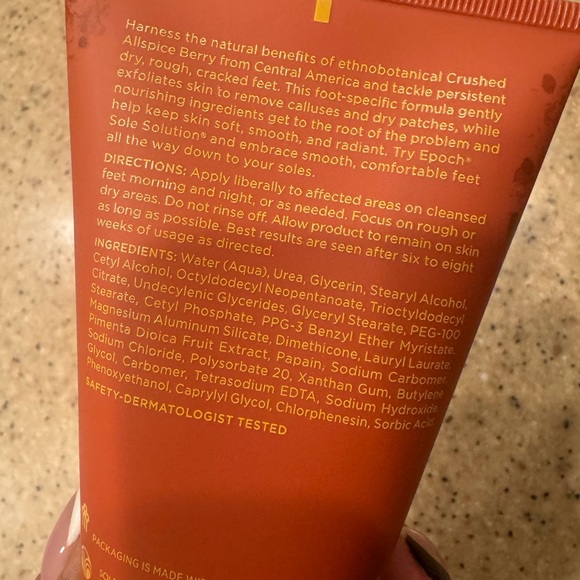 Harness the natural benefits of ethnobotanical Crushed
Allspice Berry from Central America and tackle persistent
dry, rough, cracked feet. This foot-specific formula gently
exfoliates skin to remove calluses and dry patches, while
nourishing ingredients get to the root of the problem and
help keep skin soft, smooth, and radiant. Try Epoch®
Sole Solution® and embrace smooth, comfortable feet
all the way down to your soles.
DIRECTIONS: Apply liberally to affected areas on cleansed
feet morning and night, or as needed. Focus on rough or
dry areas. Do not rinse off. Allow product to remain on skin
as long as possible. Best results are seen after six to eight
weeks of usage as directed.
INGREDIENTS: Water (Aqua), Urea, Glycerin, Stearyl Alcohol,
Cetyl Alcohol, Octyldodecyl Neopentanoate, Trioctyldodecyl
Citrate, Undecylenic Glycerides, Glyceryl Stearate, PEG-100
Stearate, Cetyl Phosphate, PPG-3 Benzyl Ether Myristate,
Magnesium Aluminum Silicate, Dimethicone, Lauryl Laurate,
Pimenta Dioica Fruit Extract, Papain, Sodium Carbomer,
Sodium Chloride, Polysorbate 20, Xanthan Gum, Butylene
Glycol, Carbomer, Tetrasodium EDTA, Sodium Hydroxide,
Phenoxyethanol, Caprylyl Glycol, Chlorphenesin, Sorbic Acid.
SAFETY-DERMATOLOGIST TESTED
PACKAGING IS MADE